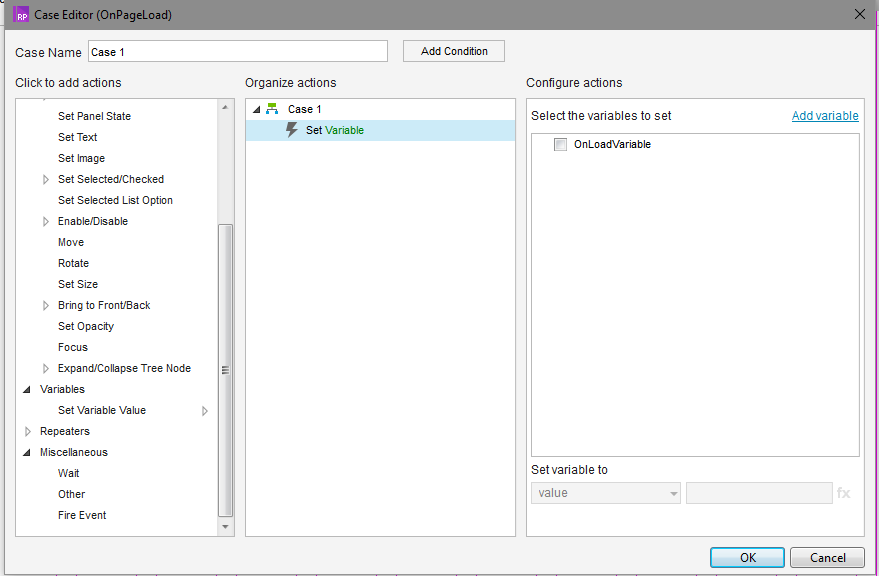 RP Case Editor (OnPageLoad)
Case Name Case 1 Add Condition
Click to add actions
Set Panel State
Set Text
Set Image
Set Selected/Checked
Set Selected List Option
Enable/Disable
Move
Rotate
Set Size
Bring to Front/Back
Set Opacity
Focus
Expand/Collapse Tree Node
Variables
Set Variable Value
Repeaters
Miscellaneous
Wait
Other
Fire Event
Organize actions
Case 1
Set Variable
Configure actions
Select the variables to set Add variable
OnLoadVariable
Set variable to
value fx
OK Cancel